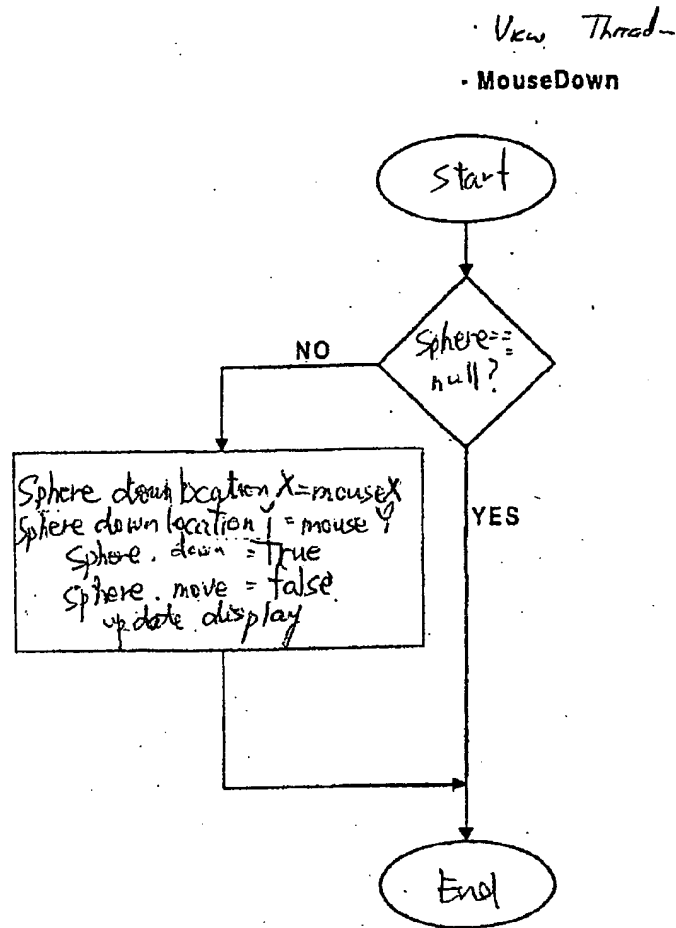 · View Thread
· MouseDown
Start
Sphere==
null?
NO
Sphere down location X=mouseX
Sphere down location Y=mouse Y
Sphere. down = True
Sphere. move = false
update display
YES
End